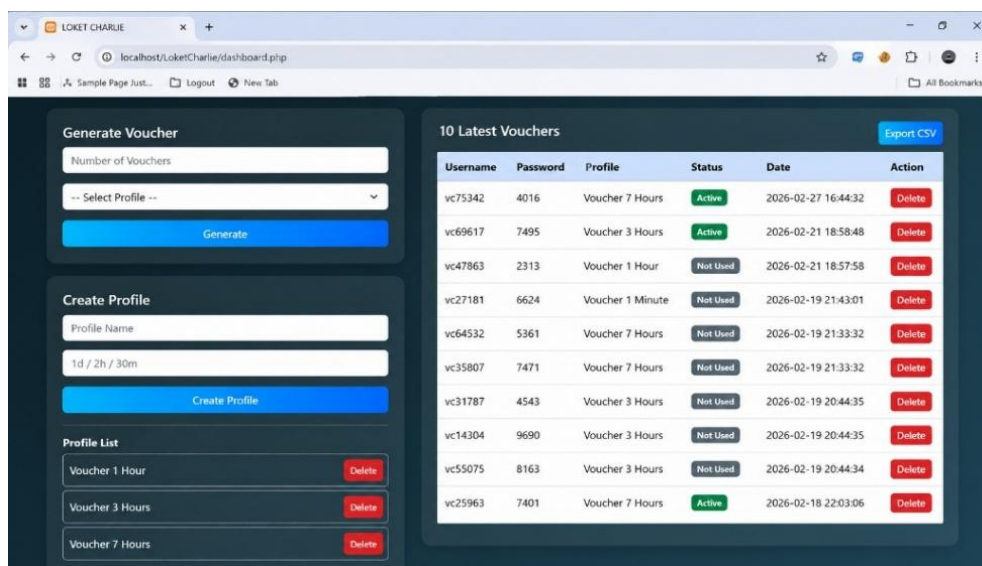 LOKET CHARLIE
localhost/LoketCharlie/dashboard.php
Sample Page Just... Logout New Tab All Bookmarks
Generate Voucher
Number of Vouchers
-- Select Profile --
Generate
Create Profile
Profile Name
1d / 2h / 30m
Create Profile
Profile List
Voucher 1 Hour Delete
Voucher 3 Hours Delete
Voucher 7 Hours Delete
10 Latest Vouchers Export CSV
Username Password Profile Status Date Action
vc75342 4016 Voucher 7 Hours Active 2026-02-27 16:44:32 Delete
vc69617 7495 Voucher 3 Hours Active 2026-02-21 18:58:48 Delete
vc47863 2313 Voucher 1 Hour Not Used 2026-02-21 18:57:58 Delete
vc27181 6624 Voucher 1 Minute Not Used 2026-02-19 21:43:01 Delete
vc64532 5361 Voucher 7 Hours Not Used 2026-02-19 21:33:32 Delete
vc35807 7471 Voucher 7 Hours Not Used 2026-02-19 21:33:32 Delete
vc31787 4543 Voucher 3 Hours Not Used 2026-02-19 20:44:35 Delete
vc14304 9690 Voucher 3 Hours Not Used 2026-02-19 20:44:35 Delete
vc55075 8163 Voucher 3 Hours Not Used 2026-02-19 20:44:34 Delete
vc25963 7401 Voucher 7 Hours Active 2026-02-18 22:03:06 Delete